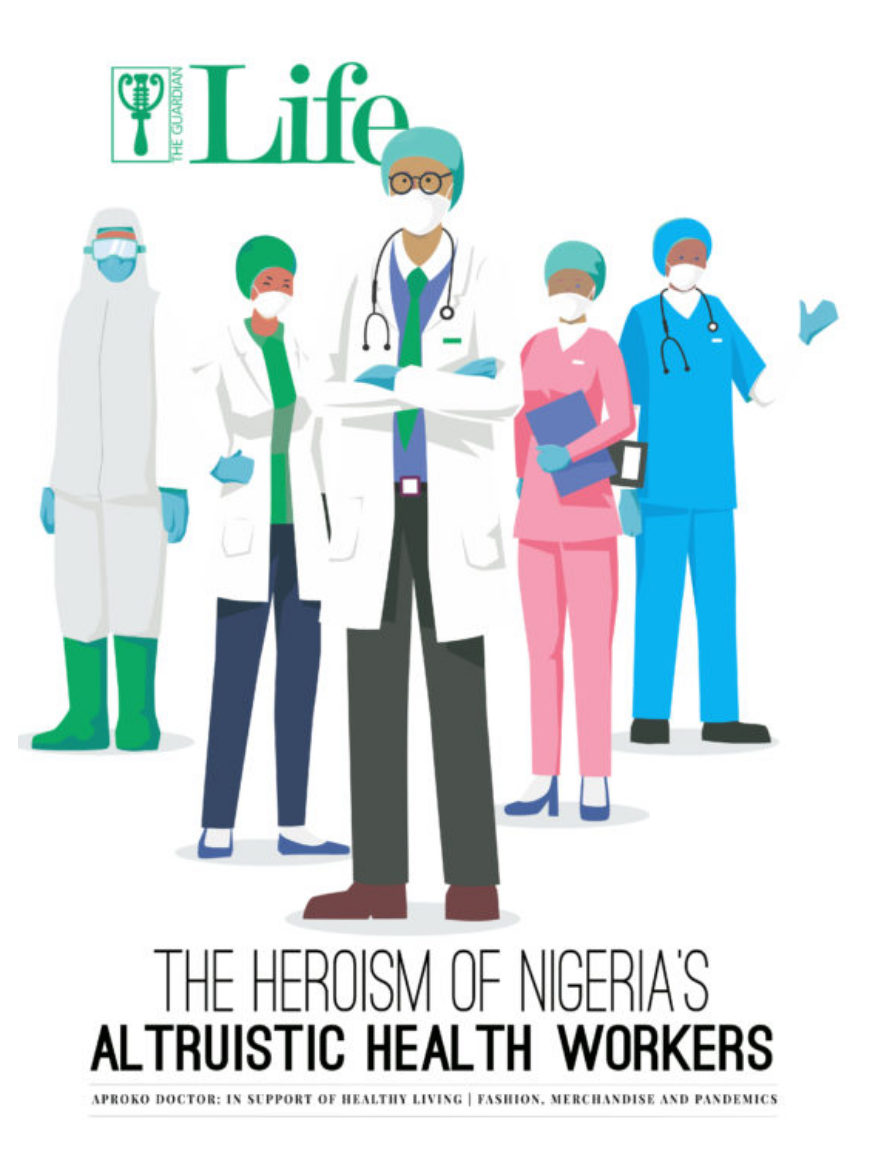 THE GUARDIAN
Life
THE HEROISM OF NIGERIA'S
ALTRUISTIC HEALTH WORKERS
APROKO DOCTOR: IN SUPPORT OF HEALTHY LIVING | FASHION, MERCHANDISE AND PANDEMICS